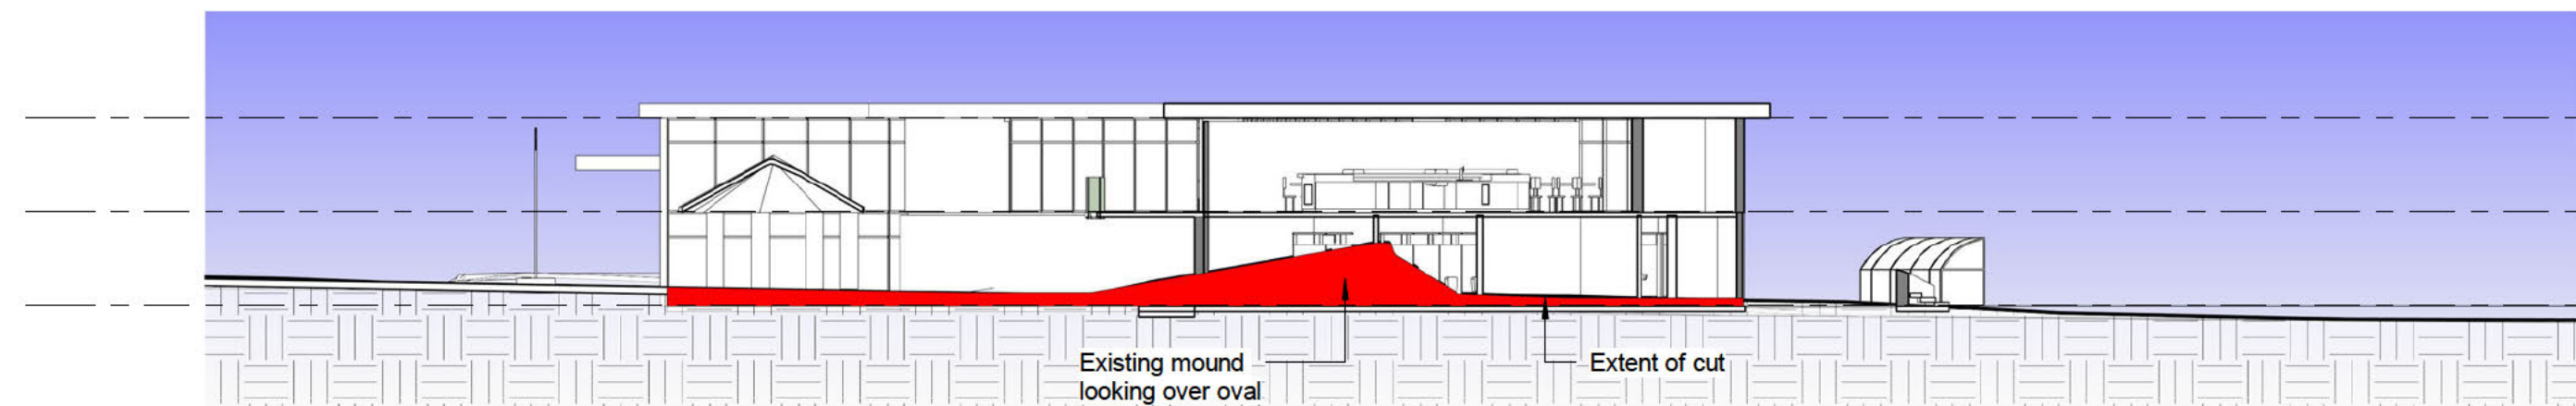 Existing mound
looking over oval
Extent of cut